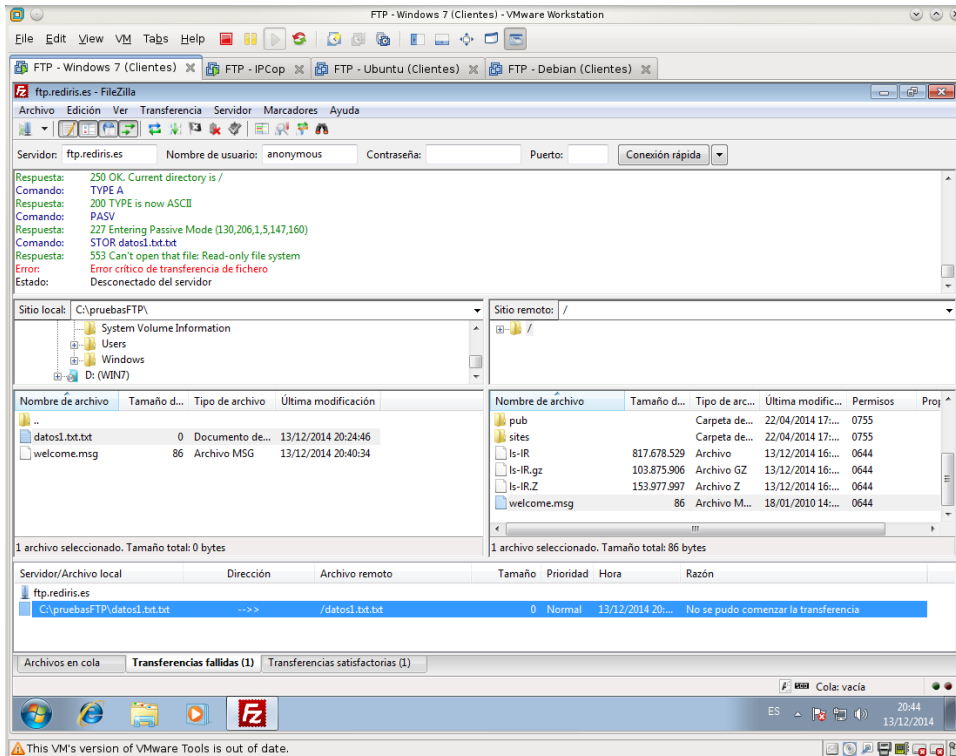 FTP - Windows 7 (Clientes) - VMware Workstation
File Edit View VM Tabs Help
FTP - Windows 7 (Clientes) FTP - IPCop FTP - Ubuntu (Clientes) FTP - Debian (Clientes)
ftp.rediris.es - FileZilla
Archivo Edición Ver Transferencia Servidor Marcadores Ayuda
Servidor: ftp.rediris.es Nombre de usuario: anonymous Contraseña: Puerto: Conexión rápida
Respuesta: 250 OK. Current directory is /
Comando: TYPE A
Respuesta: 200 TYPE is now ASCII
Comando: PASV
Respuesta: 227 Entering Passive Mode (130,206,1,5,147,160)
Comando: STOR datos1.txt.txt
Respuesta: 553 Can't open that file: Read-only file system
Error: Error crítico de transferencia de fichero
Estado: Desconectado del servidor
Sitio local: C:\pruebasFTP\
System Volume Information
Users
Windows
D: (WIN7)
Sitio remoto: /
/
Nombre de archivo Tamaño d... Tipo de archivo Última modificación
..
datos1.txt.txt 0 Documento de... 13/12/2014 20:24:46
welcome.msg 86 Archivo MSG 13/12/2014 20:40:34
1 archivo seleccionado. Tamaño total: 0 bytes
Nombre de archivo Tamaño d... Tipo de arc... Última modific... Permisos Prop
pub Carpeta de... 22/04/2014 17:... 0755
sites Carpeta de... 22/04/2014 17:... 0755
ls-lR 817.678.529 Archivo 13/12/2014 16:... 0644
ls-lR.gz 103.875.906 Archivo GZ 13/12/2014 16:... 0644
ls-lR.Z 153.977.997 Archivo Z 13/12/2014 16:... 0644
welcome.msg 86 Archivo M... 18/01/2010 14:... 0644
1 archivo seleccionado. Tamaño total: 86 bytes
Servidor/Archivo local Dirección Archivo remoto Tamaño Prioridad Hora Razón
ftp.rediris.es
C:\pruebasFTP\datos1.txt.txt -->> /datos1.txt.txt 0 Normal 13/12/2014 20:... No se pudo comenzar la transferencia
Archivos en cola Transferencias fallidas (1) Transferencias satisfactorias (1)
Cola: vacía
ES 20:44
13/12/2014
This VM's version of VMware Tools is out of date.